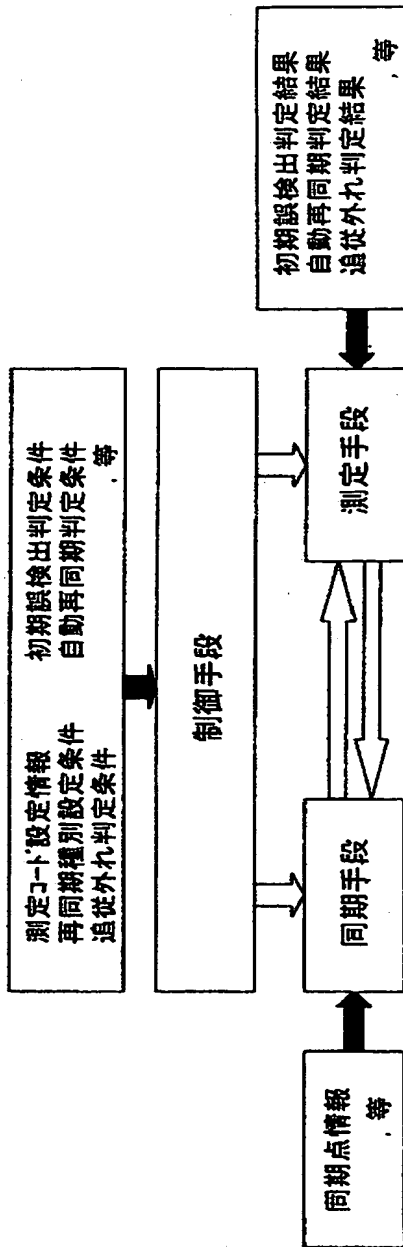 測定コード設定情報　初期誤検出判定条件
再同期種別設定条件　自動再同期判定条件
追従外れ判定条件　，等
制御手段
同期点情報
，等
同期手段
測定手段
初期誤検出判定結果
自動再同期判定結果
追従外れ判定結果
，等